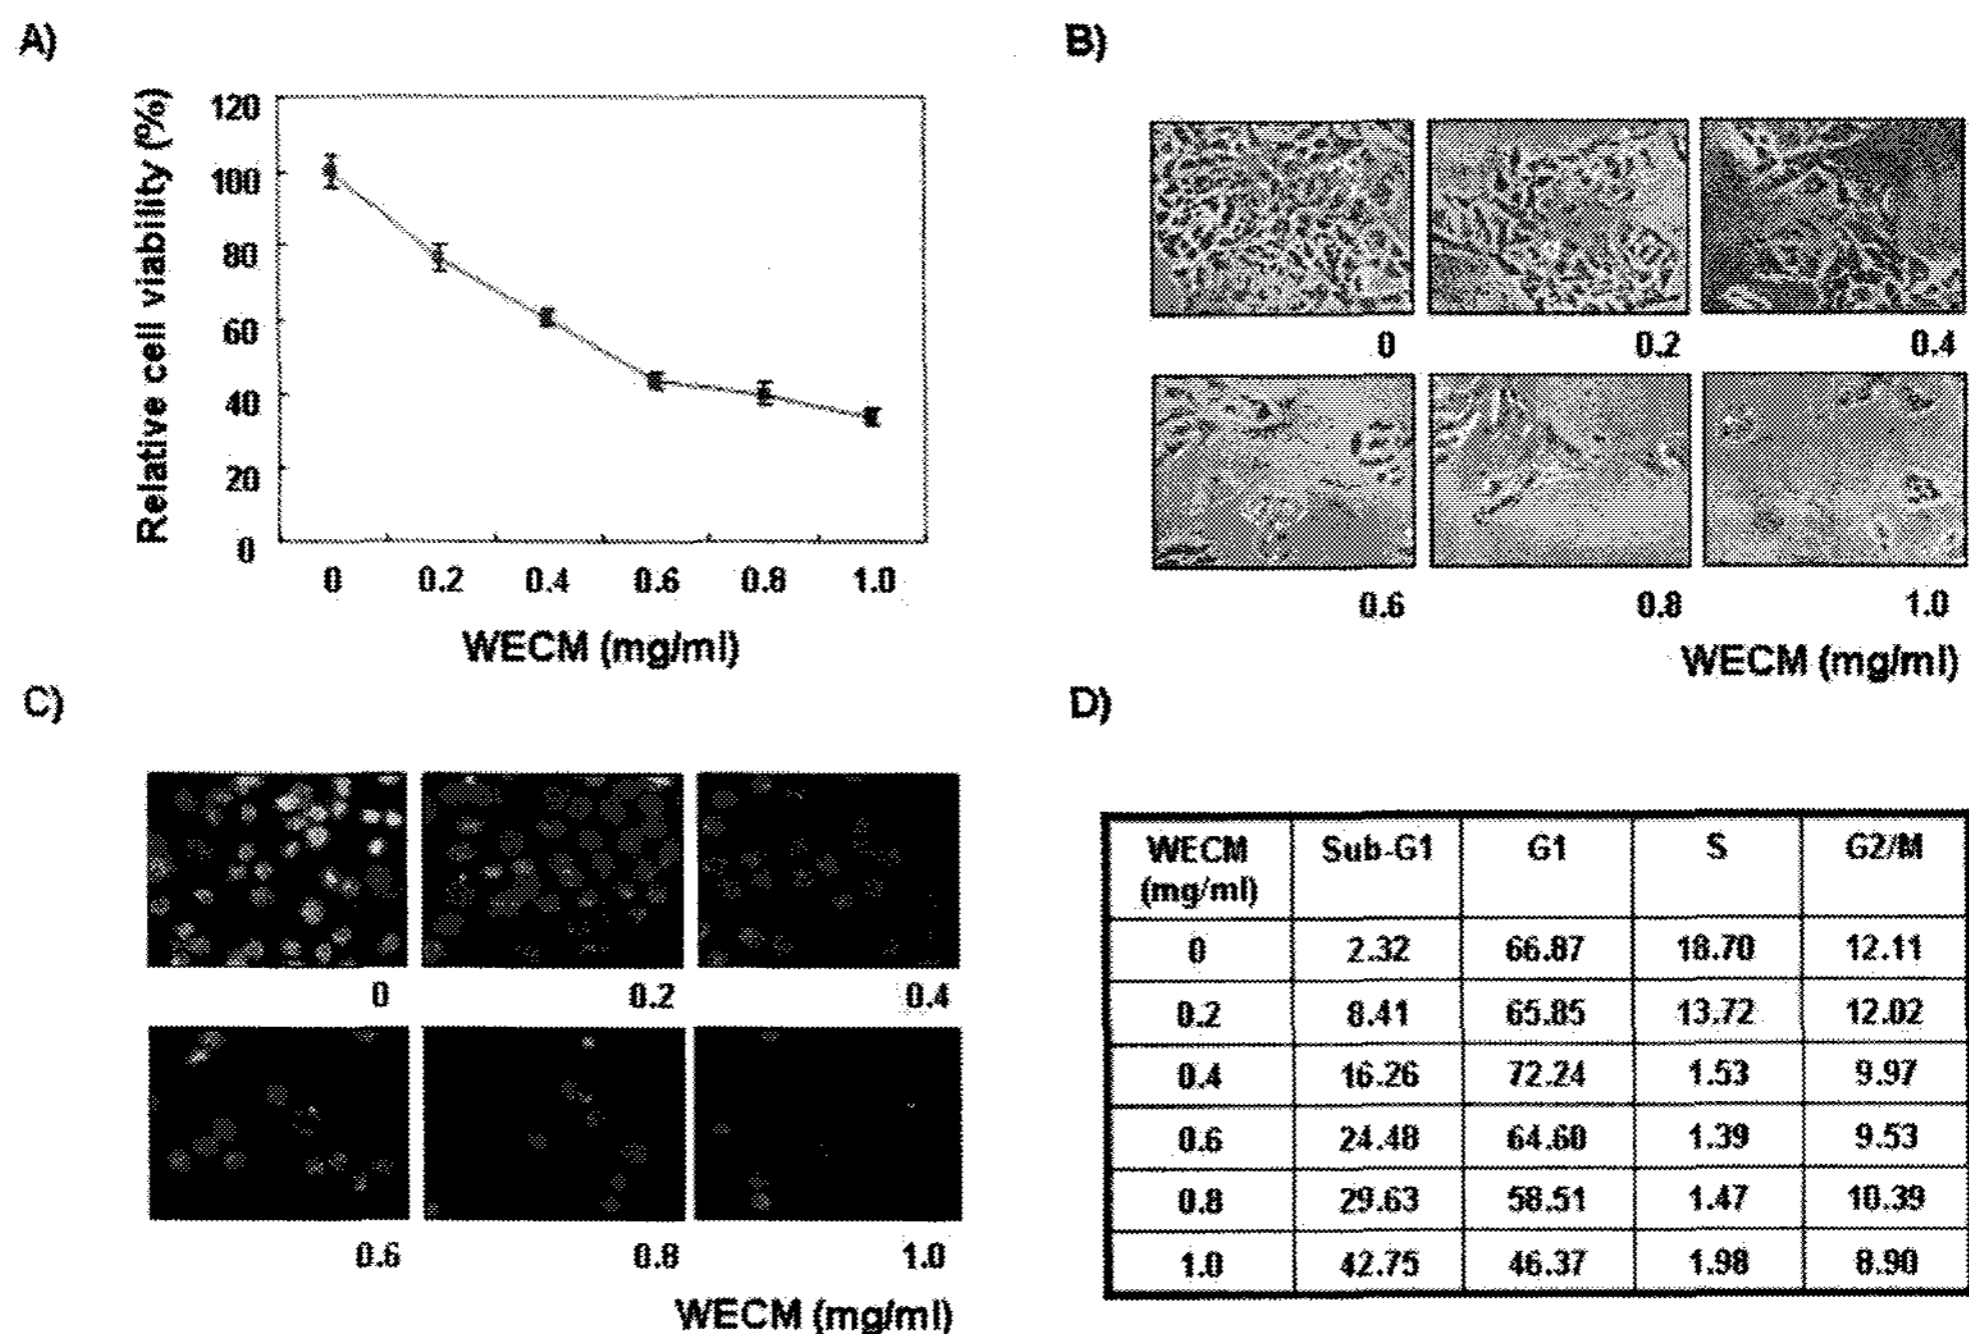 A)
Relative cell viability (%)
120
100
80
60
40
20
0
0 0.2 0.4 0.6 0.8 1.0
WECM (mg/ml)
B)
0 0.2 0.4
0.6 0.8 1.0
WECM (mg/ml)
C)
0 0.2 0.4
0.6 0.8 1.0
WECM (mg/ml)
D)
WECM (mg/ml) Sub-G1 G1 S G2/M
0 2.32 66.87 18.70 12.11
0.2 8.41 65.85 13.72 12.02
0.4 16.26 72.24 1.53 9.97
0.6 24.48 64.60 1.39 9.53
0.8 29.63 58.51 1.47 10.39
1.0 42.75 46.37 1.98 8.90